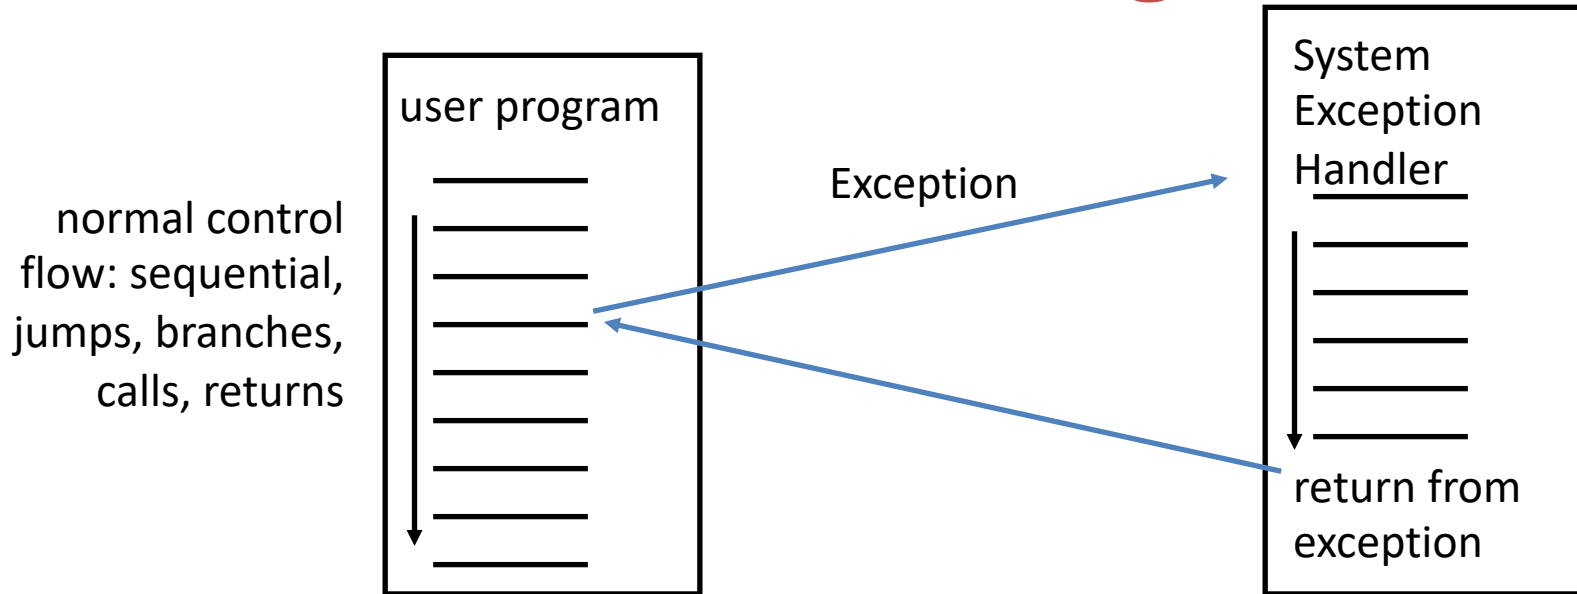 user program
normal control
flow: sequential,
jumps, branches,
calls, returns
Exception
System
Exception
Handler
return from
exception